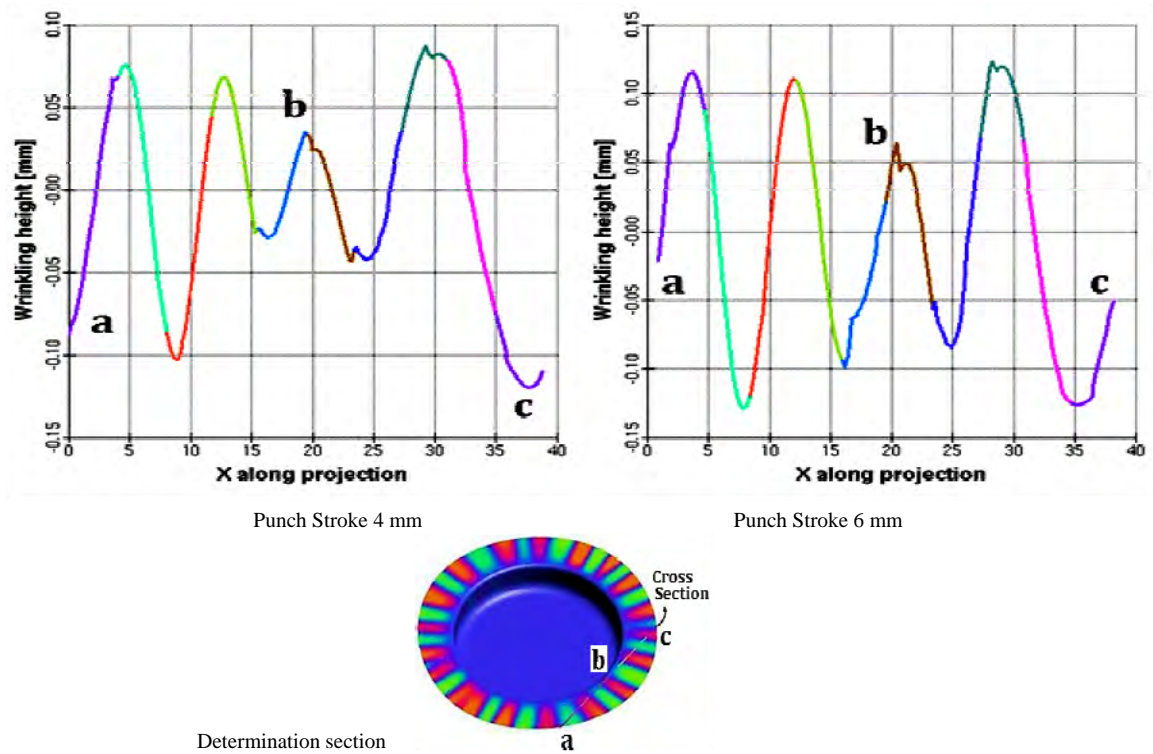 0.10
0.05
-0.00
-0.05
-0.10
-0.15
Wrinkling height [mm]
a
b
c
0 5 10 15 20 25 30 35 40
X along projection
0.15
0.10
0.05
-0.00
-0.05
-0.10
-0.15
Wrinkling height [mm]
a
b
c
0 5 10 15 20 25 30 35 40
X along projection
Punch Stroke 4 mm
Punch Stroke 6 mm
Cross
Section
c
b
a
Determination section